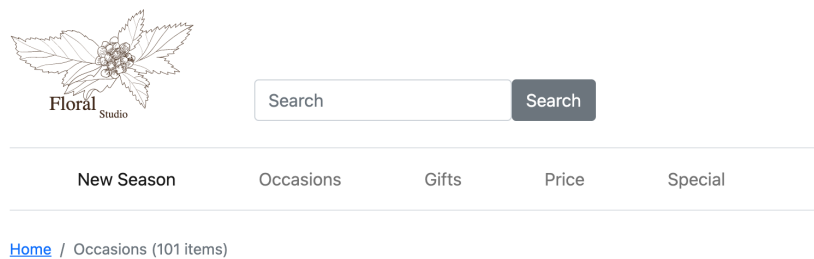 Floral
Studio
Search Search
New Season Occasions Gifts Price Special
Home / Occasions (101 items)